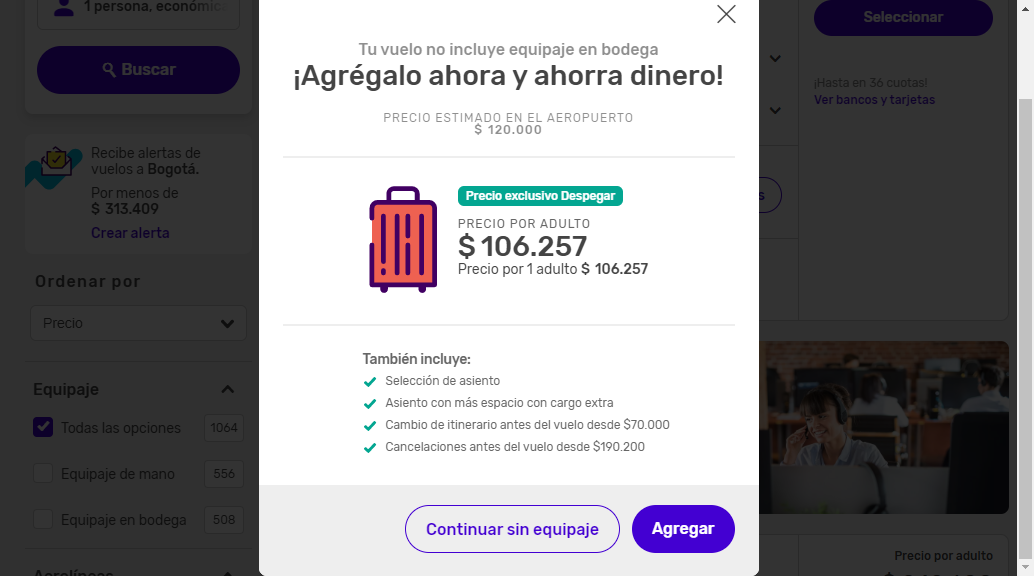 1 persona, económic
Buscar
Recibe alertas de
vuelos a Bogotá.
Por menos de
$ 313.409
Crear alerta
Ordenar por
Precio
Equipaje
Todas las opciones
1064
Equipaje de mano
556
Equipaje en bodega
508
Aerolíneas
Tu vuelo no incluye equipaje en bodega
¡Agrégalo ahora y ahorra dinero!
PRECIO ESTIMADO EN EL AEROPUERTO
$ 120.000
Precio exclusivo Despegar
PRECIO POR ADULTO
$ 106.257
Precio por 1 adulto $ 106.257
También incluye:
Selección de asiento
Asiento con más espacio con cargo extra
Cambio de itinerario antes del vuelo desde $70.000
Cancelaciones antes del vuelo desde $190.200
Continuar sin equipaje
Agregar
Seleccionar
¡Hasta en 36 cuotas!
Ver bancos y tarjetas
s
Precio por adulto